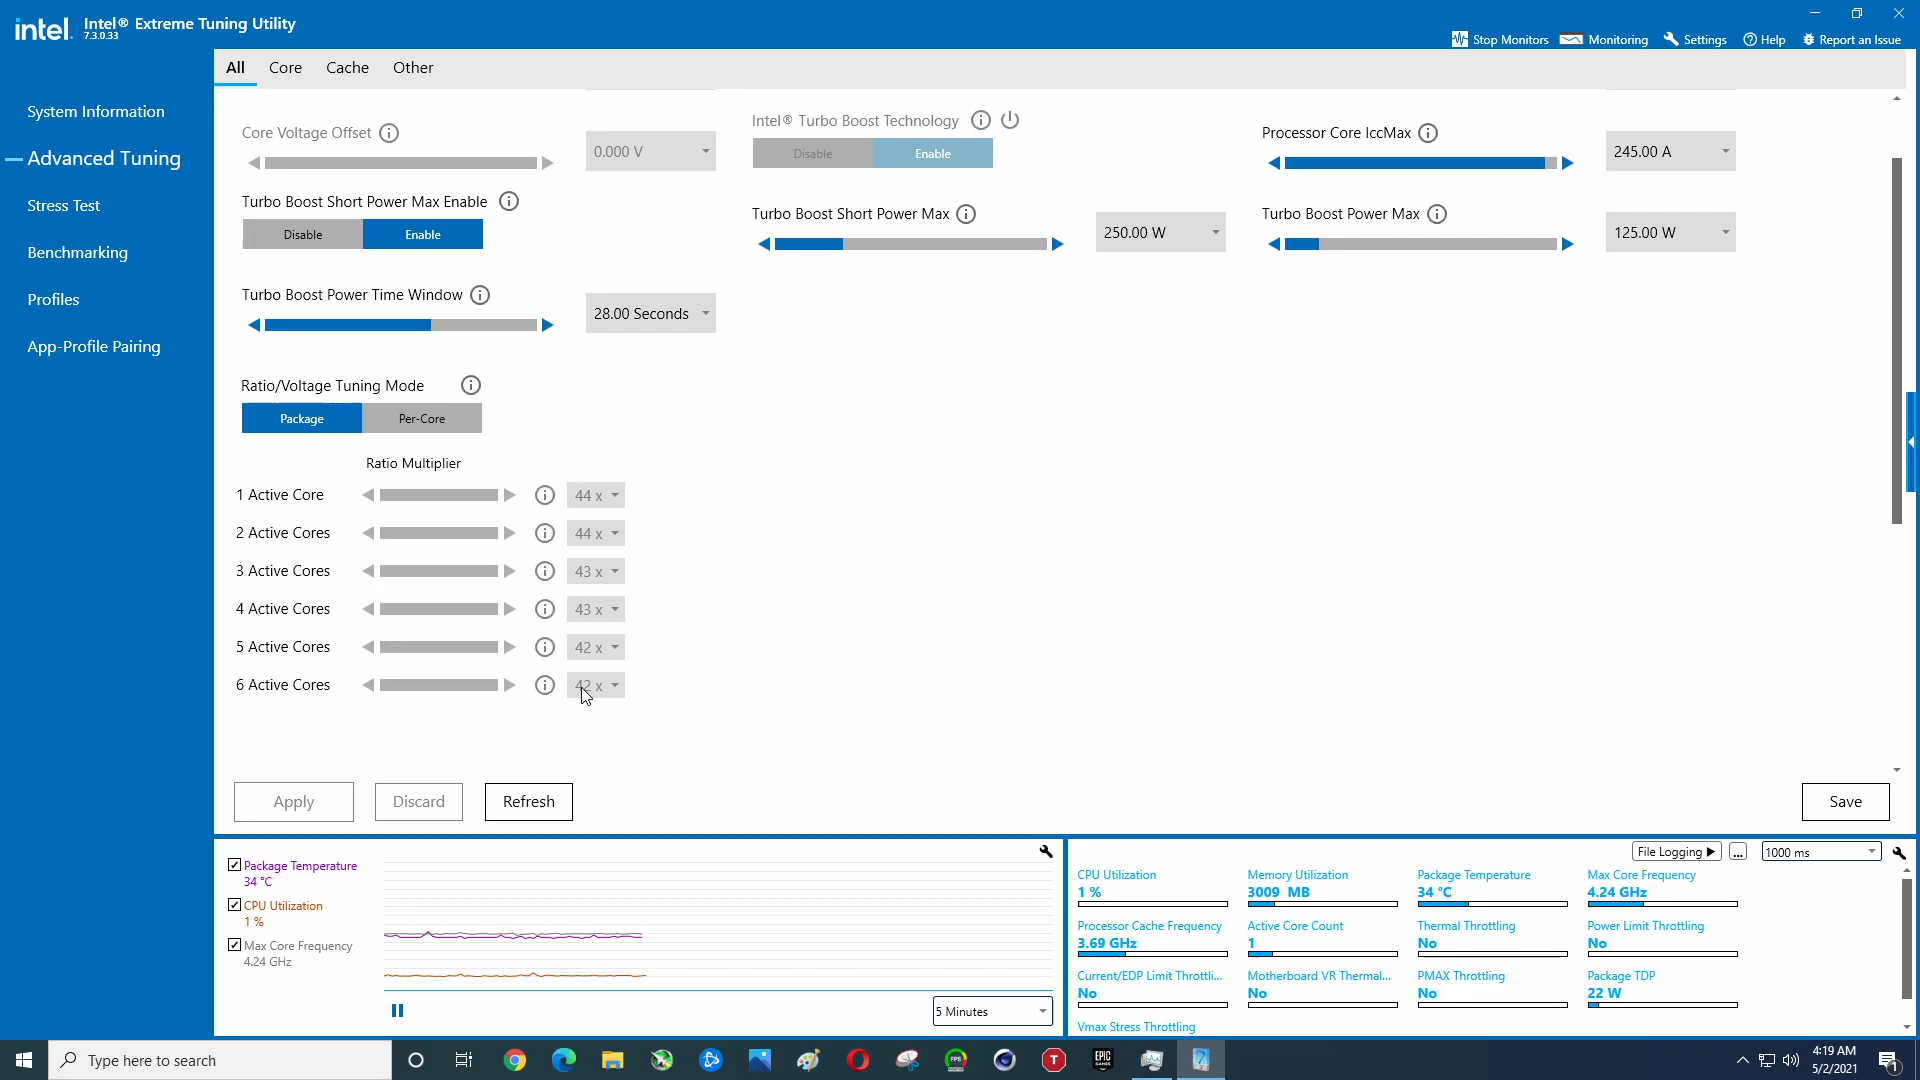 intel. Intel® Extreme Tuning Utility
7.3.0.33
Stop Monitors Monitoring Settings Help Report an Issue
All Core Cache Other
System Information
Advanced Tuning
Stress Test
Benchmarking
Profiles
App-Profile Pairing
Core Voltage Offset
0.000 V
Intel® Turbo Boost Technology
Disable Enable
Processor Core IccMax
245.00 A
Turbo Boost Short Power Max Enable
Disable Enable
Turbo Boost Short Power Max
250.00 W
Turbo Boost Power Max
125.00 W
Turbo Boost Power Time Window
28.00 Seconds
Ratio/Voltage Tuning Mode
Package Per-Core
Ratio Multiplier
1 Active Core 44 x
2 Active Cores 44 x
3 Active Cores 43 x
4 Active Cores 43 x
5 Active Cores 42 x
6 Active Cores 42 x
Apply Discard Refresh Save
Package Temperature
34 °C
CPU Utilization
1 %
Max Core Frequency
4.24 GHz
5 Minutes
File Logging ... 1000 ms
CPU Utilization Memory Utilization Package Temperature Max Core Frequency
1 % 3009 MB 34 °C 4.24 GHz
Processor Cache Frequency Active Core Count Thermal Throttling Power Limit Throttling
3.69 GHz 1 No No
Current/EDP Limit Throttli... Motherboard VR Thermal... PMAX Throttling Package TDP
No No No 22 W
Vmax Stress Throttling
Type here to search
FPS
T
EPIC
GAMES
4:19 AM
5/2/2021
1